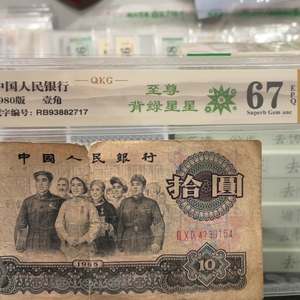 QKG
中国人民银行
1980版 壹角
至尊
背绿星星
67
EPQ
Superb Gem unc
冠字编号: RB93882717
中国人民银行
拾圆
1965
10